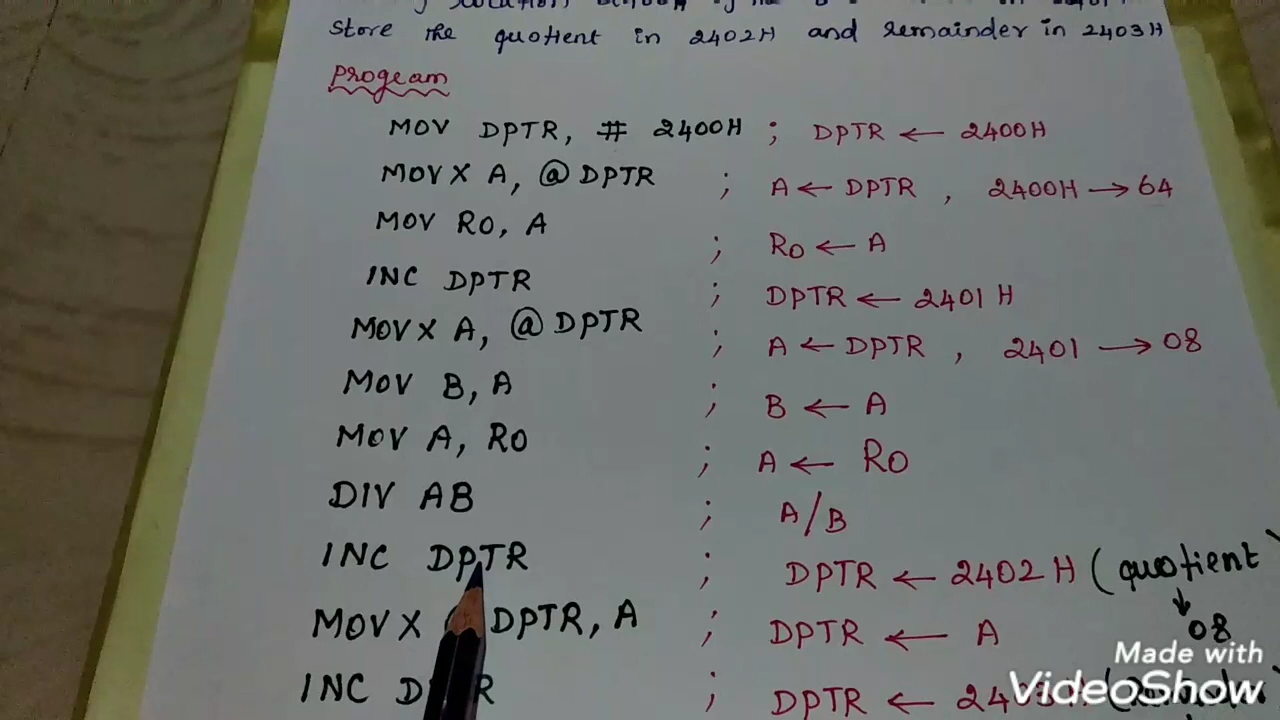 Store the quotient in 2402H and remainder in 2403H
Program
MOV DPTR, # 2400H ; DPTR ← 2400H
MOVX A, @DPTR ; A ← DPTR , 2400H → 64
MOV R0, A ; R0 ← A
INC DPTR ; DPTR ← 2401H
MOVX A, @DPTR ; A ← DPTR , 2401 → 08
MOV B, A ; B ← A
MOV A, R0 ; A ← R0
DIV AB ; A/B
INC DPTR ; DPTR ← 2402H (quotient
↓
08
MOVX DPTR, A ; DPTR ← A
INC ; DPTR ←
Made with
VideoShow